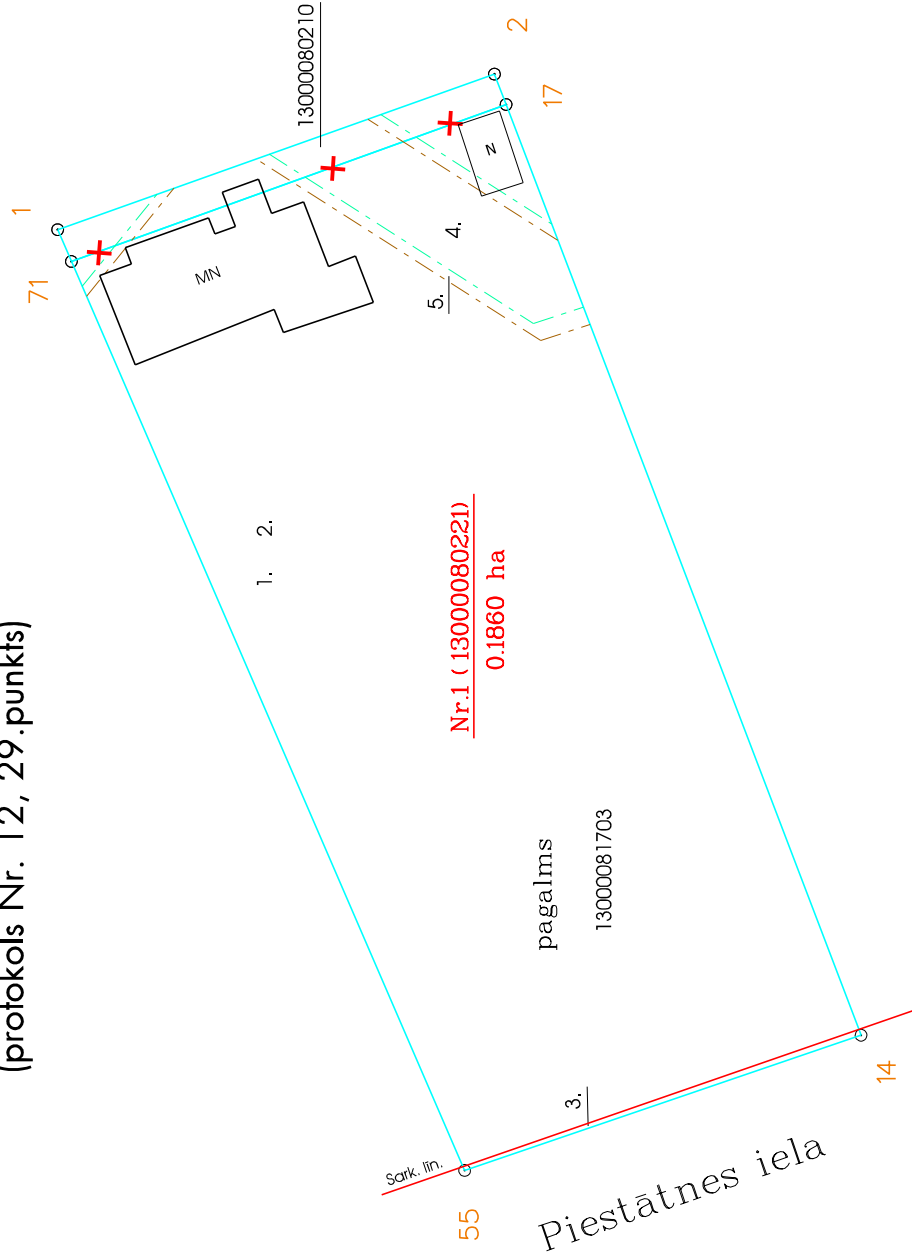 (protokols Nr. 12, 29.punkts)
13000080210
2
17
1
71
MN
N
4.
5.
1. 2.
Nr.1 (13000080221)
0.1860 ha
pagalms
13000081703
3.
Sark. līn.
14
55
Piestātnes iela